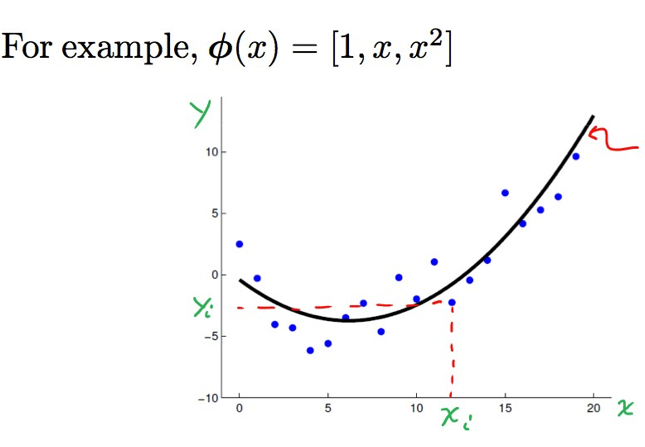 For example, ϕ(x) = [1, x, x²]
y
10
5
0
yᵢ
−5
−10
0
5
10
15
20
xᵢ
x